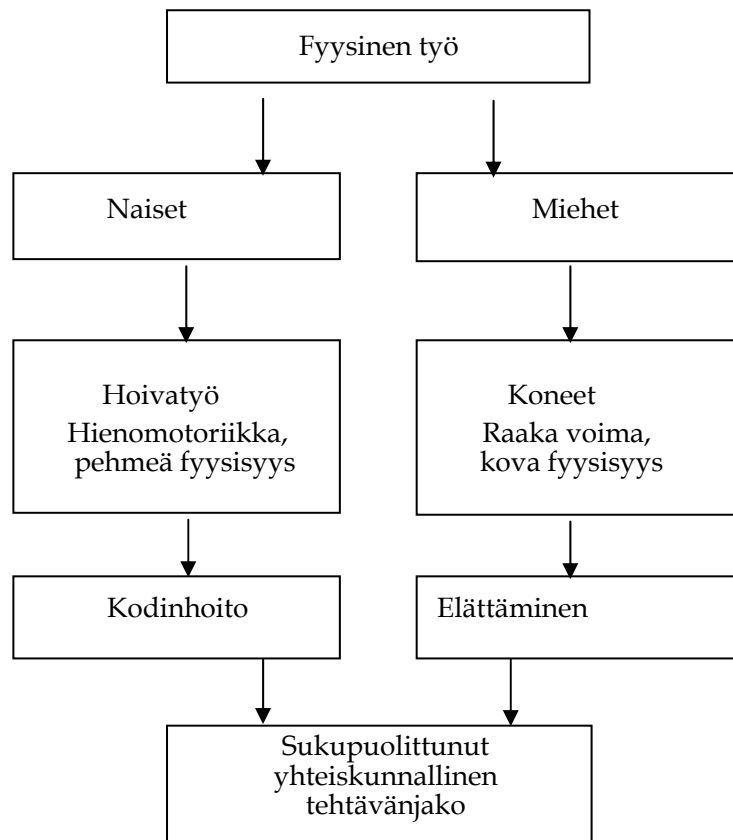 Fyysinen työ
Naiset
Miehet
Hoivatyö
Hienomotoriikka,
pehmeä fyysisyys
Koneet
Raaka voima,
kova fyysisyys
Kodinhoito
Elättäminen
Sukupuolittunut
yhteiskunnallinen
tehtävänjako